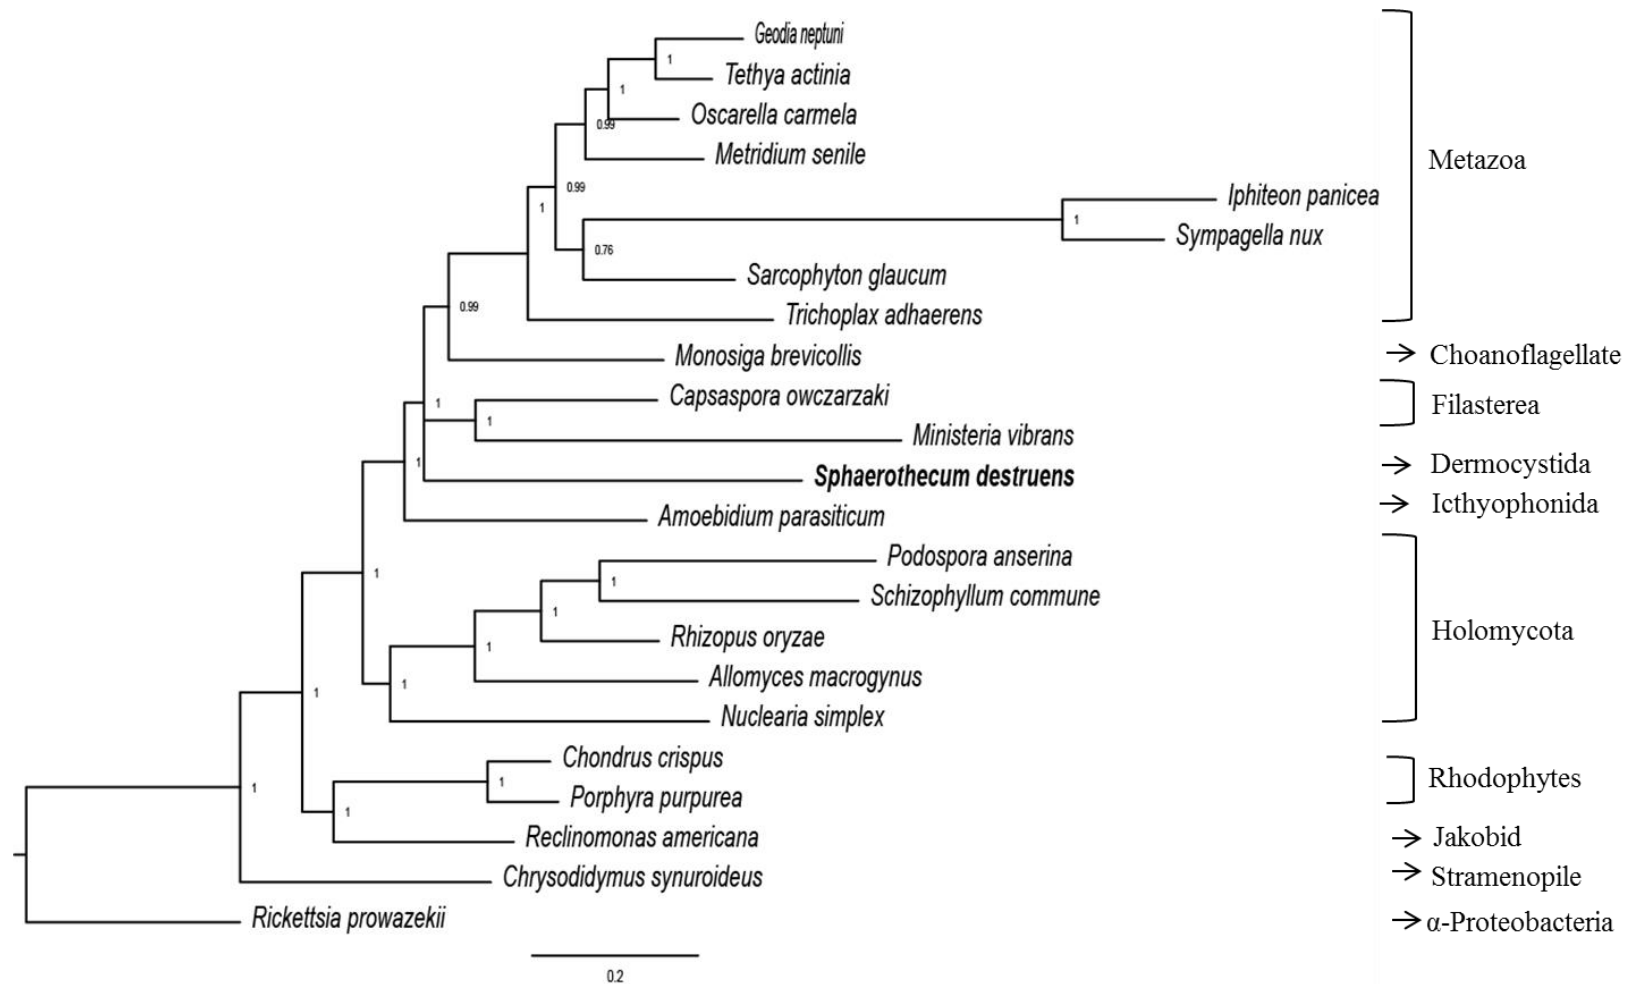 Geodia neptuni
1
Tethya actinia
1
Oscarella carmela
0.99
Metridium senile
Metazoa
0.99
Iphiteon panicea
1
1
Sympagella nux
0.76
Sarcophyton glaucum
0.99
Trichoplax adhaerens
Monosiga brevicollis
Choanoflagellate
Capsaspora owczarzaki
1
Filasterea
1
Ministeria vibrans
1
Dermocystida
Sphaerothecum destruens
Icthyophonida
Amoebidium parasiticum
Podospora anserina
1
1
Schizophyllum commune
1
Holomycota
Rhizopus oryzae
1
Allomyces macrogynus
1
1
Nuclearia simplex
Chondrus crispus
1
Rhodophytes
1
Porphyra purpurea
1
Reclinomonas americana
Jakobid
Chrysodidymus synuroideus
Stramenopile
Rickettsia prowazekii
α-Proteobacteria
0.2